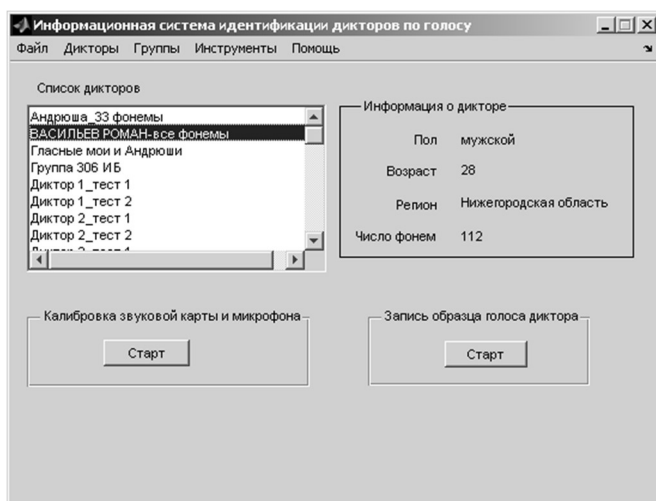 Информационная система идентификации дикторов по голосу
Файл Дикторы Группы Инструменты Помощь
Список дикторов
Андрюша_33 фонемы
ВАСИЛЬЕВ РОМАН-все фонемы
Гласные мои и Андрюши
Группа 306 ИБ
Диктор 1_тест 1
Диктор 1_тест 2
Диктор 2_тест 1
Диктор 2_тест 2
Информация о дикторе
Пол мужской
Возраст 28
Регион Нижегородская область
Число фонем 112
Калибровка звуковой карты и микрофона
Старт
Запись образца голоса диктора
Старт